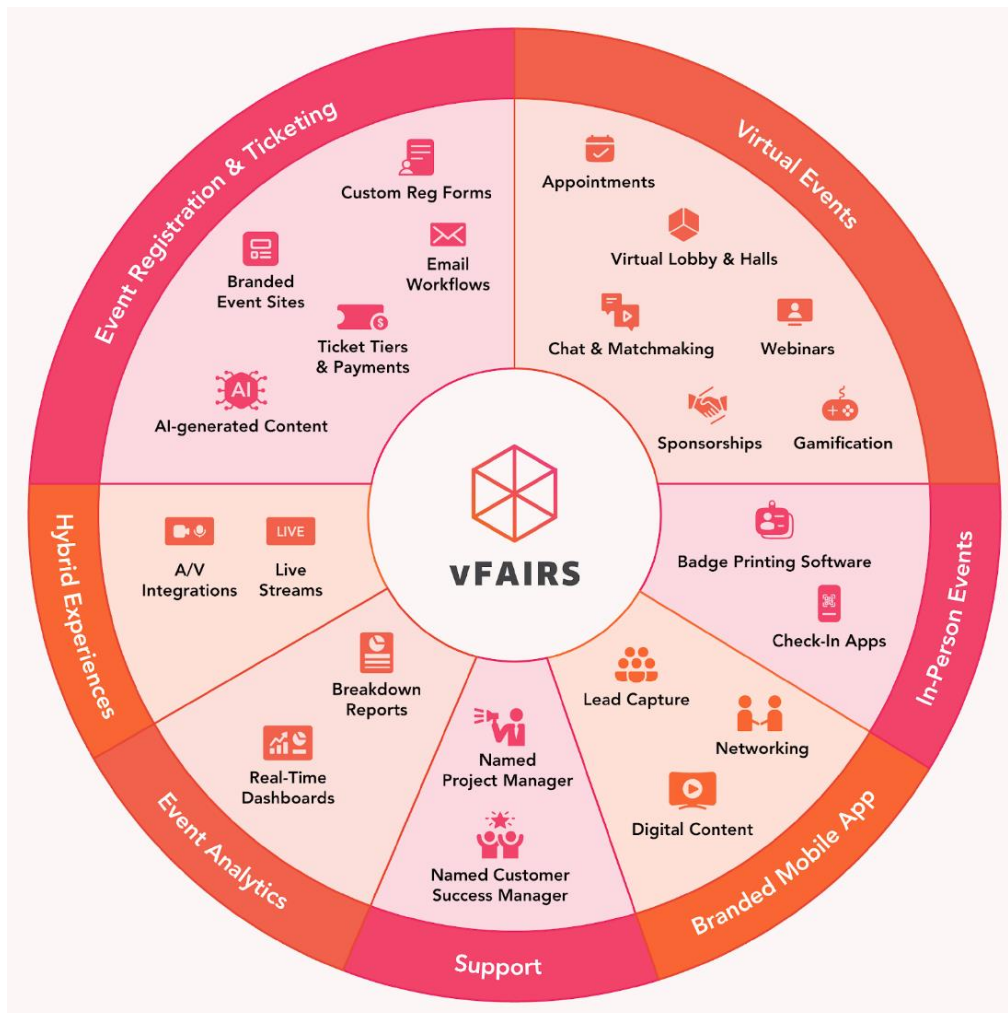 Event Registration & Ticketing
Custom Reg Forms
Branded
Event Sites
Email
Workflows
$
Ticket Tiers
& Payments
AI
AI-generated Content
Virtual Events
Appointments
Virtual Lobby & Halls
Chat & Matchmaking
Webinars
Sponsorships
Gamification
In-Person Events
Badge Printing Software
Check-In Apps
Branded Mobile App
Lead Capture
Networking
Digital Content
Support
Named
Project Manager
Named Customer
Success Manager
Event Analytics
Breakdown
Reports
Real-Time
Dashboards
Hybrid Experiences
A/V
Integrations
LIVE
Live
Streams
vFAIRS